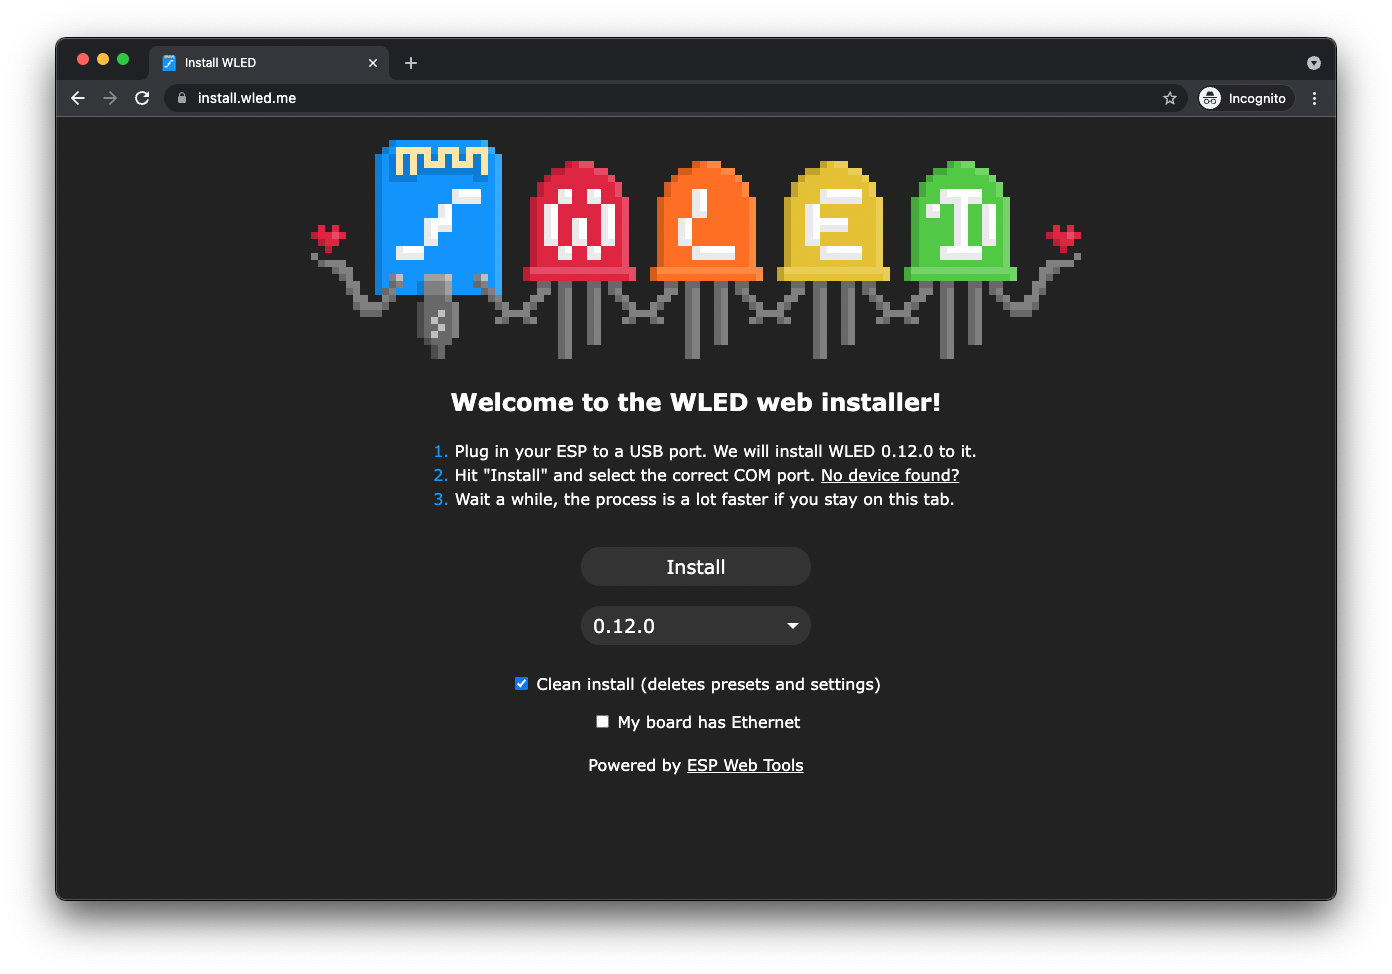 Install WLED
install.wled.me
Incognito
WLED
Welcome to the WLED web installer!
1. Plug in your ESP to a USB port. We will install WLED 0.12.0 to it.
2. Hit "Install" and select the correct COM port. No device found?
3. Wait a while, the process is a lot faster if you stay on this tab.
Install
0.12.0
Clean install (deletes presets and settings)
My board has Ethernet
Powered by ESP Web Tools